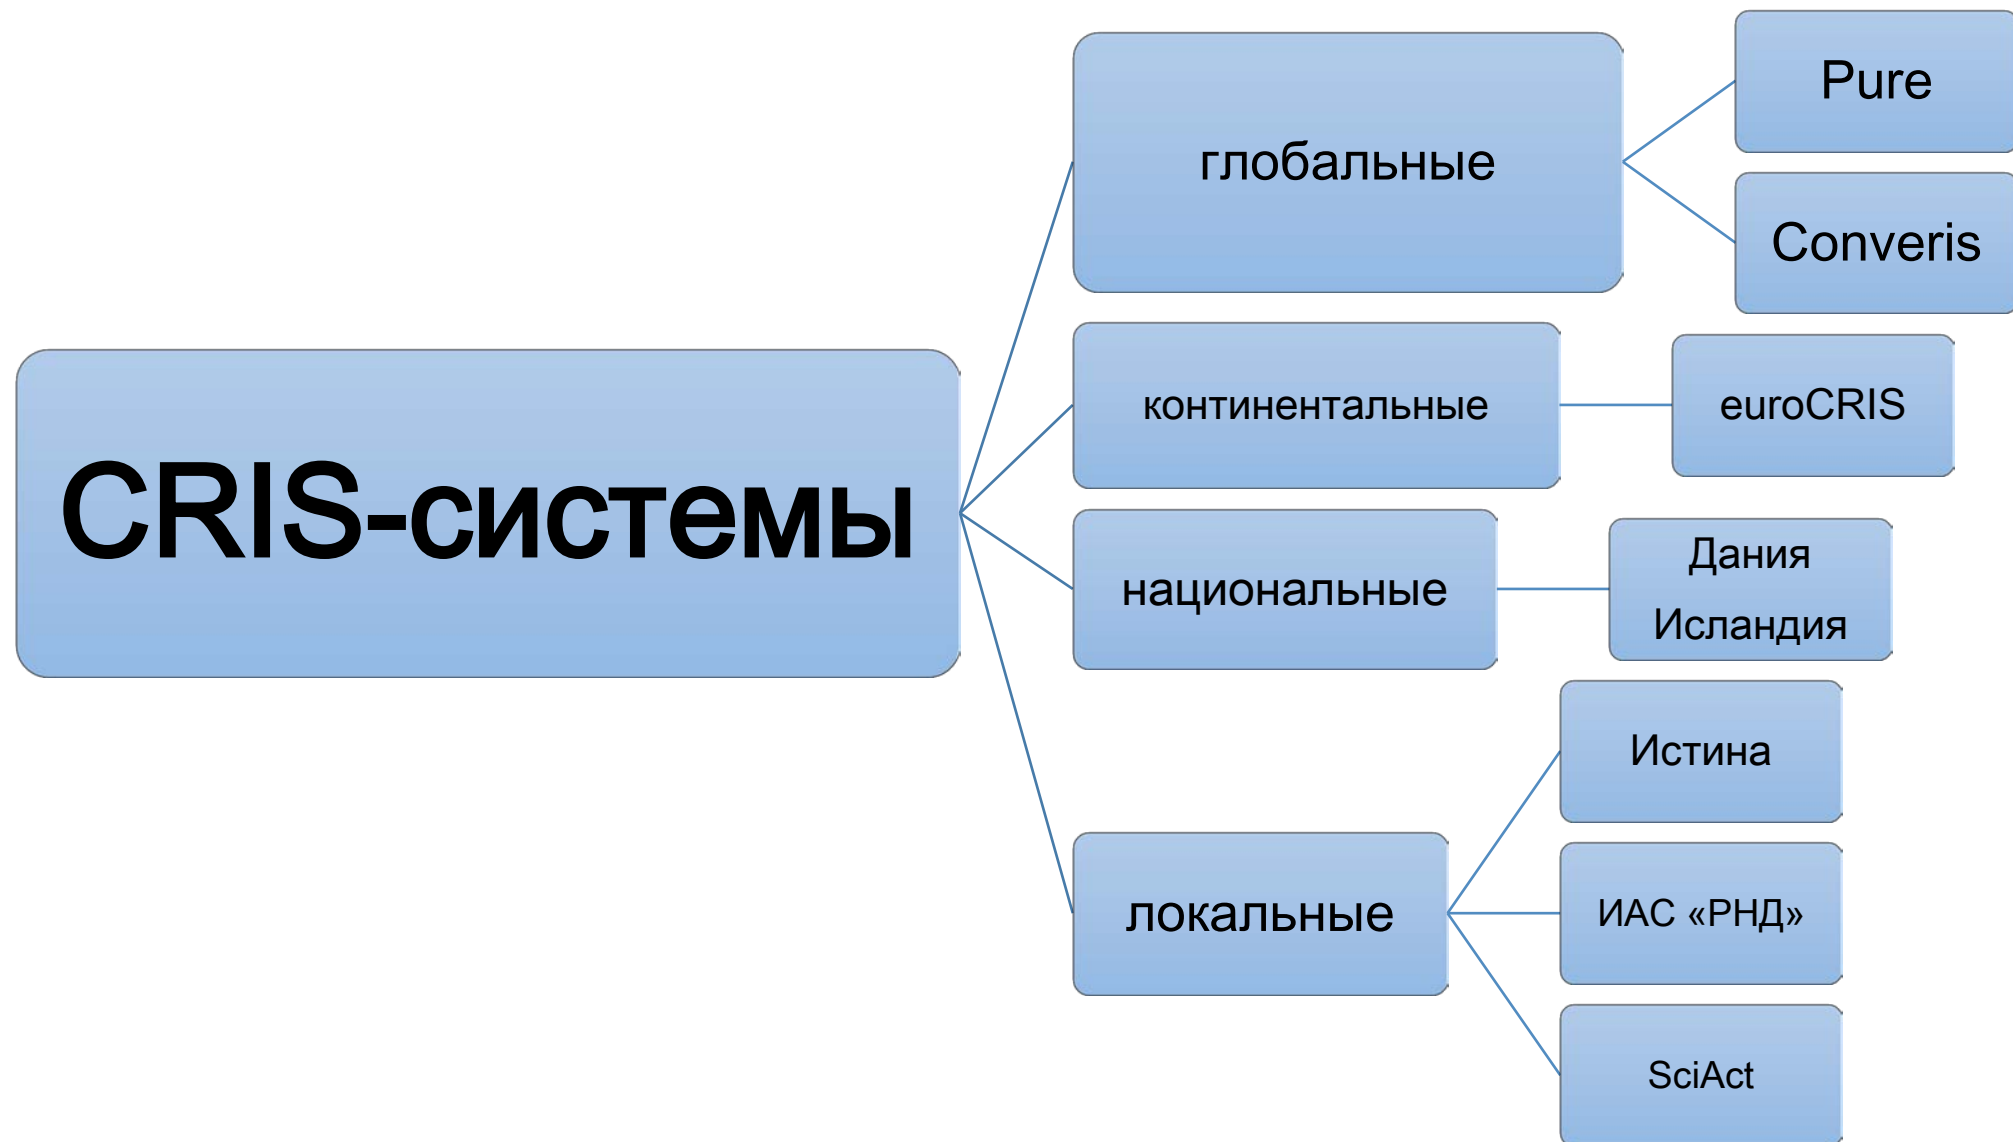 CRIS-системы
глобальные
Pure
Converis
континентальные
euroCRIS
национальные
Дания
Исландия
локальные
Истина
ИАС «РНД»
SciAct